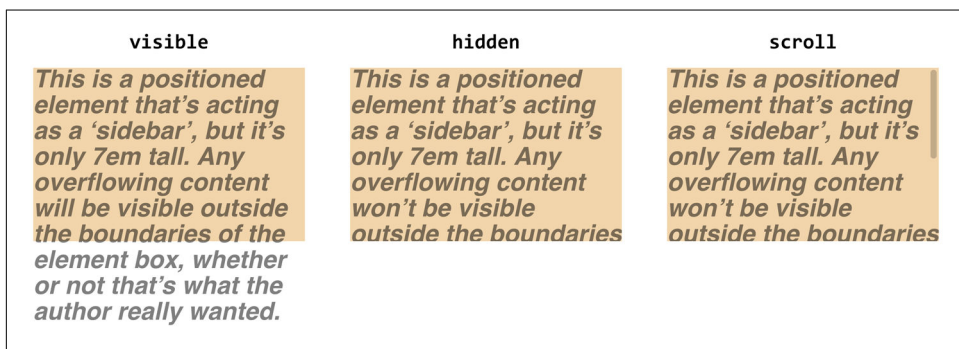 visible
This is a positioned
element that’s acting
as a ‘sidebar’, but it’s
only 7em tall. Any
overflowing content
will be visible outside
the boundaries of the
element box, whether
or not that’s what the
author really wanted.
hidden
This is a positioned
element that’s acting
as a ‘sidebar’, but it’s
only 7em tall. Any
overflowing content
won’t be visible
outside the boundaries
scroll
This is a positioned
element that’s acting
as a ‘sidebar’, but it’s
only 7em tall. Any
overflowing content
won’t be visible
outside the boundaries